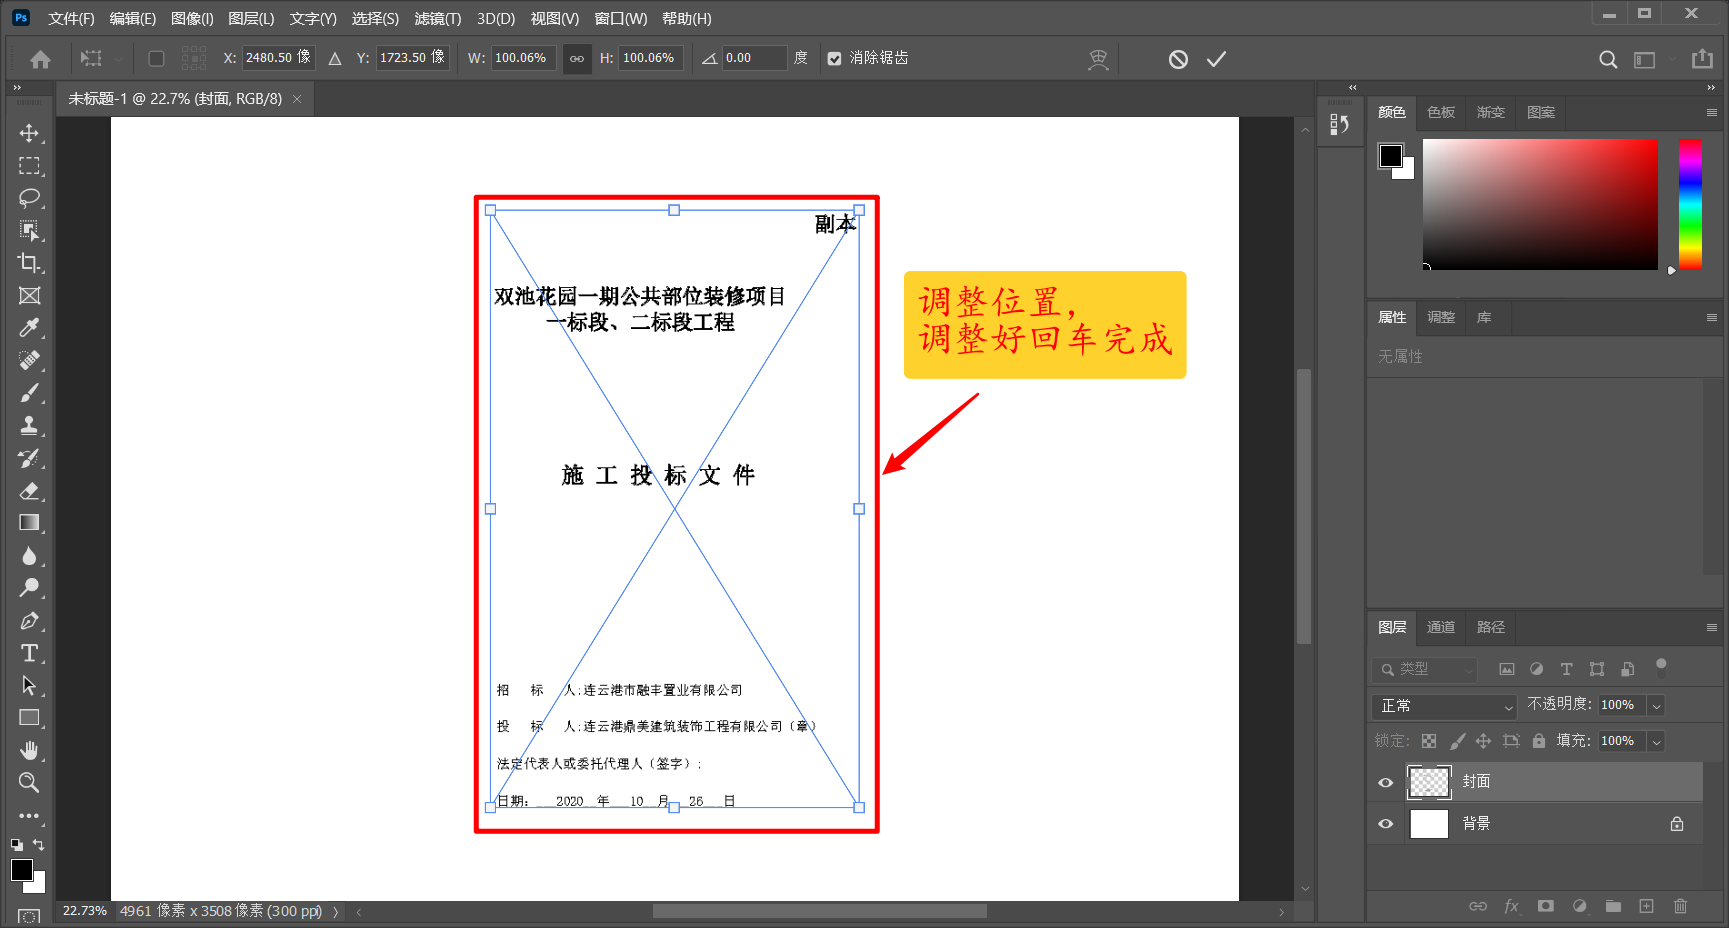 Ps 文件(F) 编辑(E) 图像(I) 图层(L) 文字(Y) 选择(S) 滤镜(T) 3D(D) 视图(V) 窗口(W) 帮助(H)
X: 2480.50 像 Y: 1723.50 像 W: 100.06% H: 100.06% 0.00 度 消除锯齿
未标题-1 @ 22.7% (封面, RGB/8) ×
副本
双池花园一期公共部位装修项目
一标段、二标段工程
施 工 投 标 文 件
招 标 人:连云港市融丰置业有限公司
投 标 人:连云港鼎美建筑装饰工程有限公司（章）
法定代表人或委托代理人（签字）:
日期: 2020 年 10 月 26 日
调整位置，
调整好回车完成
颜色 色板 渐变 图案
属性 调整 库
无属性
图层 通道 路径
类型
正常 不透明度: 100%
锁定: 填充: 100%
封面
背景
fx
22.73% 4961 像素 x 3508 像素 (300 ppi)